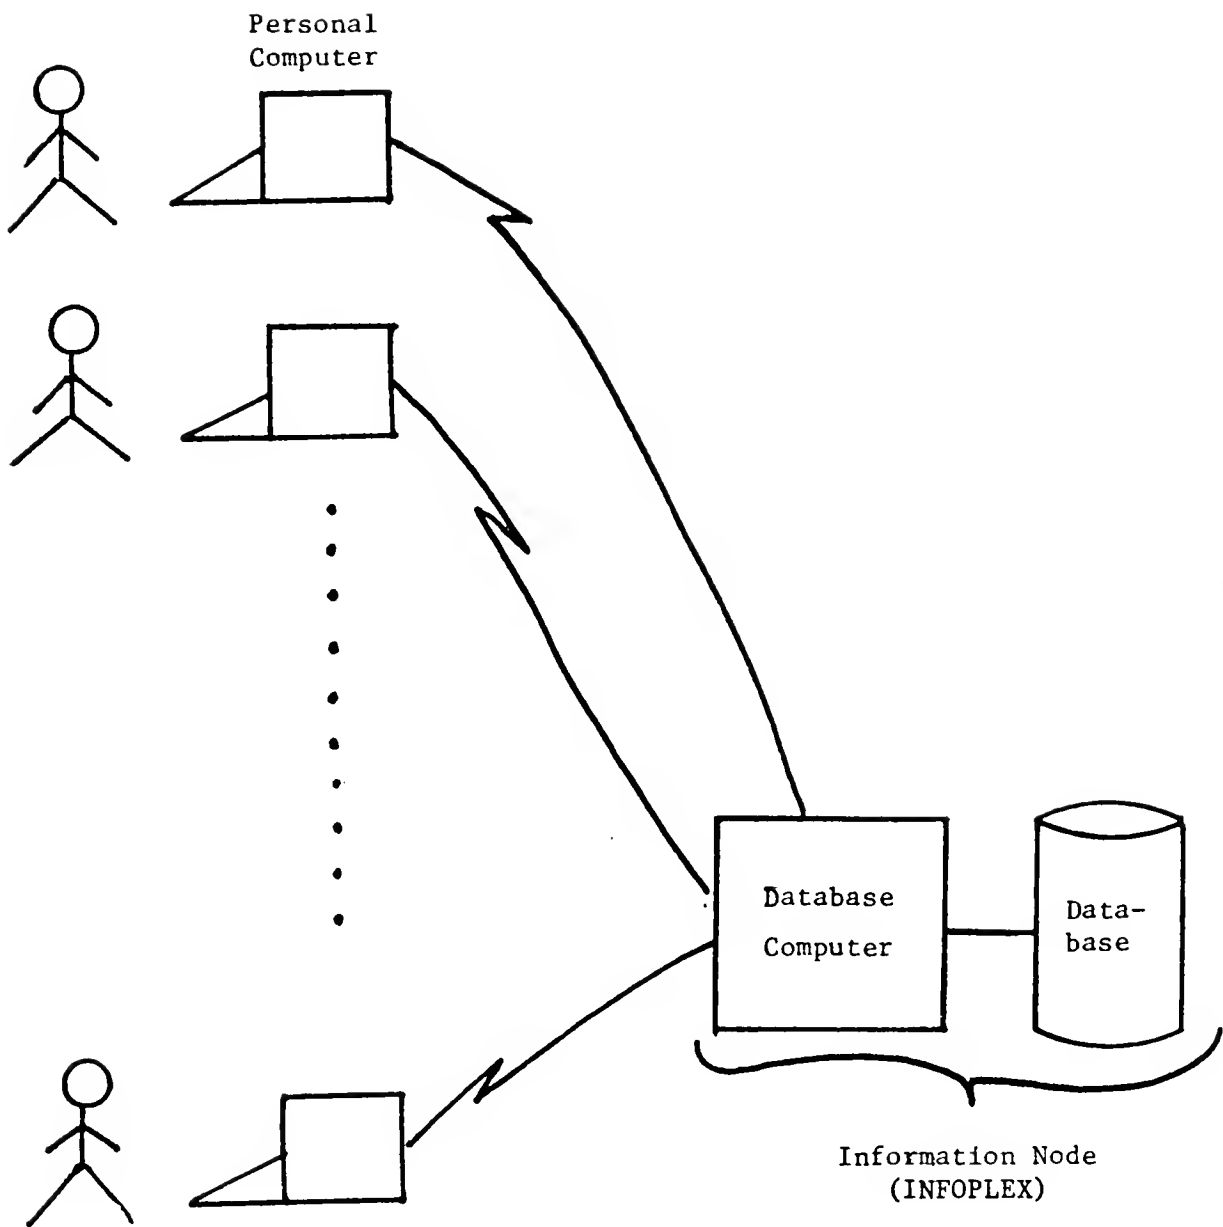 Personal
Computer
Database
Computer
Data-
base
Information Node
(INFOPLEX)